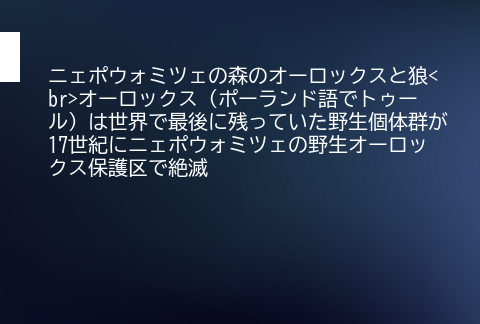 ニェポウォミツェの森のオーロックスと狼<
br>オーロックス（ポーランド語でトゥー
ル）は世界で最後に残っていた野生個体群が
17世紀にニェポウォミツェの野生オーロッ
クス保護区で絶滅